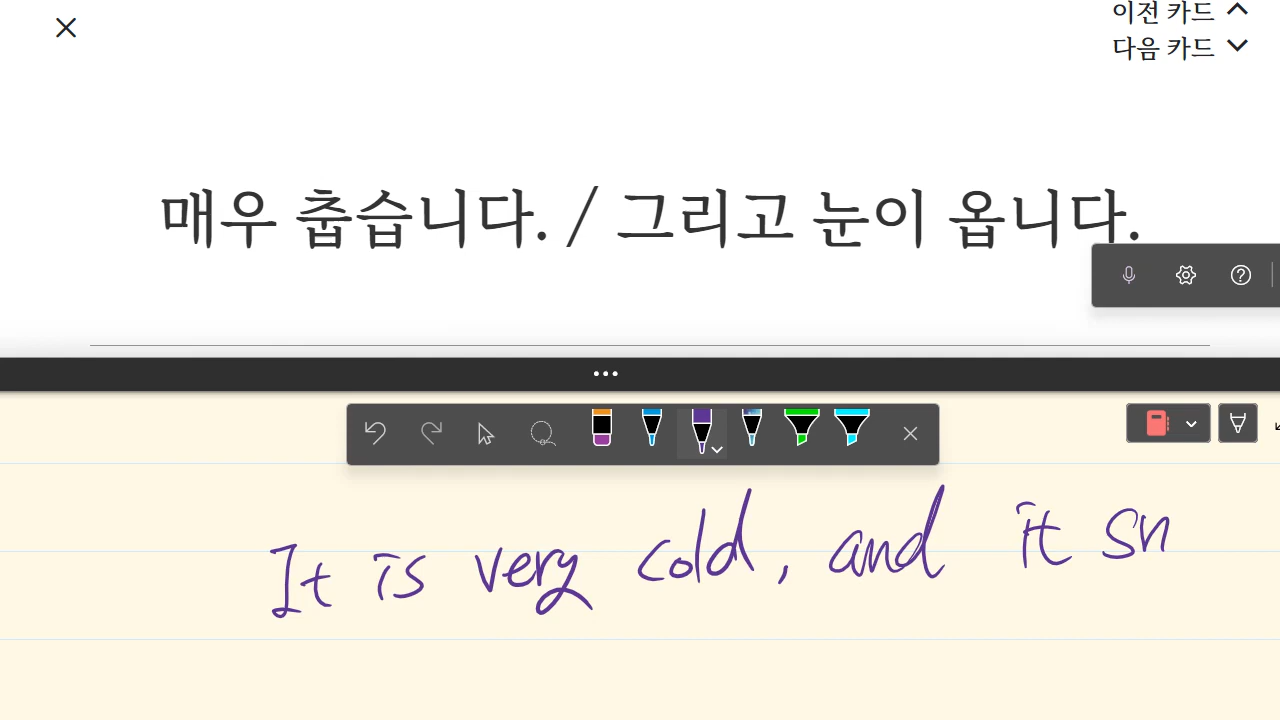 이전 카드
다음 카드
매우 춥습니다. / 그리고 눈이 옵니다.
It is very cold, and it sn